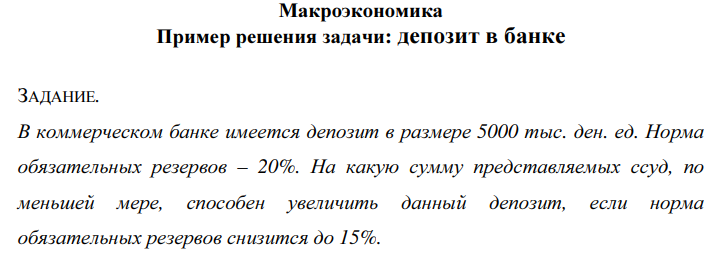 Макроэкономика
Пример решения задачи: депозит в банке
ЗАДАНИЕ.
В коммерческом банке имеется депозит в размере 5000 тыс. ден. ед. Норма
обязательных резервов – 20%. На какую сумму представляемых ссуд, по
меньшей мере, способен увеличить данный депозит, если норма
обязательных резервов снизится до 15%.